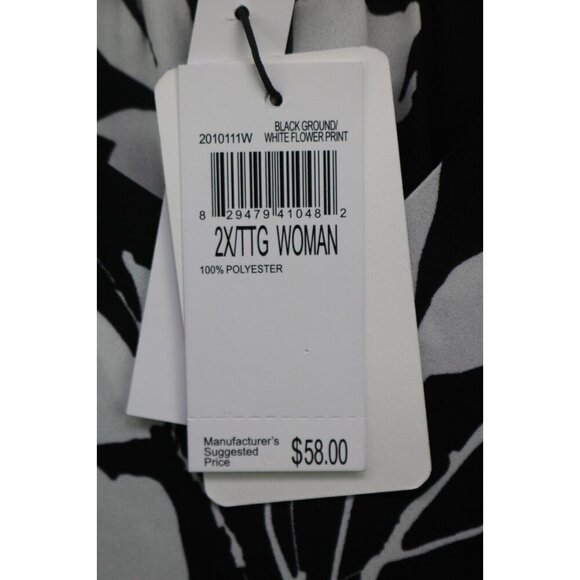 BLACK GROUND/
2010111W WHITE FLOWER PRINT
8 29479 41048 2
2X/TTG WOMAN
100% POLYESTER
Manufacturer's
Suggested
Price
$58.00